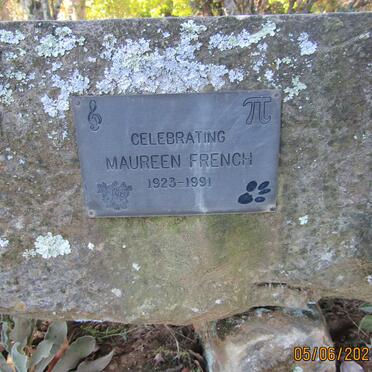 π
CELEBRATING
MAUREEN FRENCH
1923-1991
05/06/202